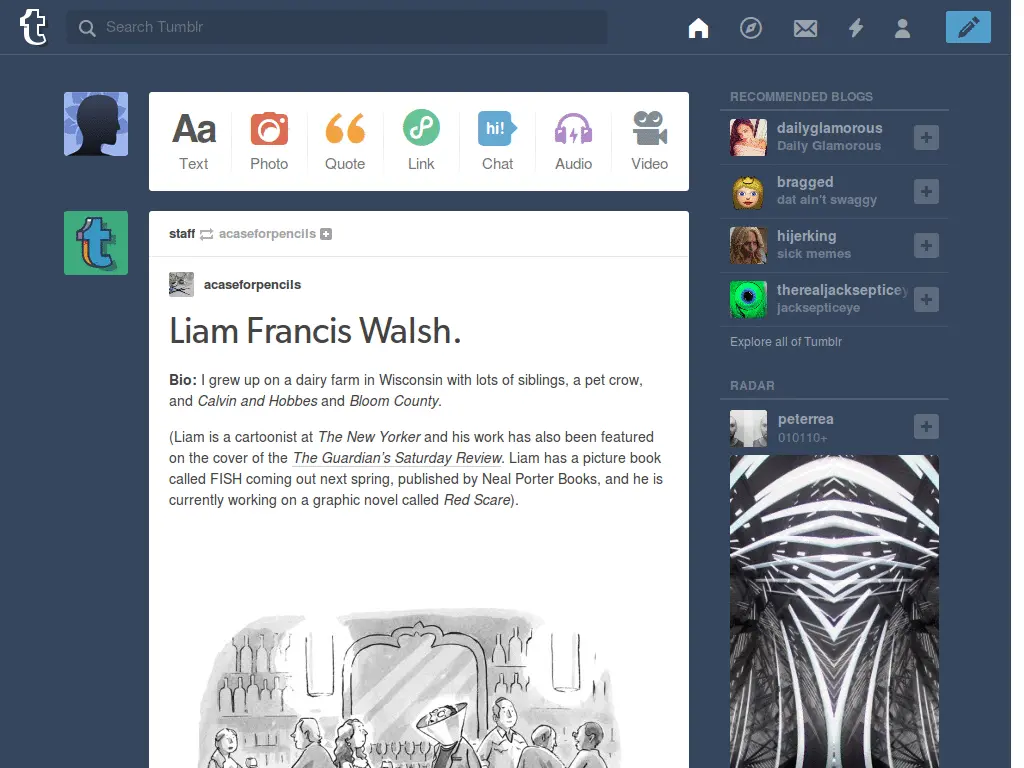 Search Tumblr
Aa
Text
Photo
Quote
Link
hi!
Chat
Audio
Video
staff acaseforpencils
acaseforpencils
Liam Francis Walsh.
Bio: I grew up on a dairy farm in Wisconsin with lots of siblings, a pet crow,
and Calvin and Hobbes and Bloom County.
(Liam is a cartoonist at The New Yorker and his work has also been featured
on the cover of the The Guardian's Saturday Review. Liam has a picture book
called FISH coming out next spring, published by Neal Porter Books, and he is
currently working on a graphic novel called Red Scare).
RECOMMENDED BLOGS
dailyglamorous
Daily Glamorous
bragged
dat ain't swaggy
hijerking
sick memes
therealjacksepticey
jacksepticeye
Explore all of Tumblr
RADAR
peterrea
010110+